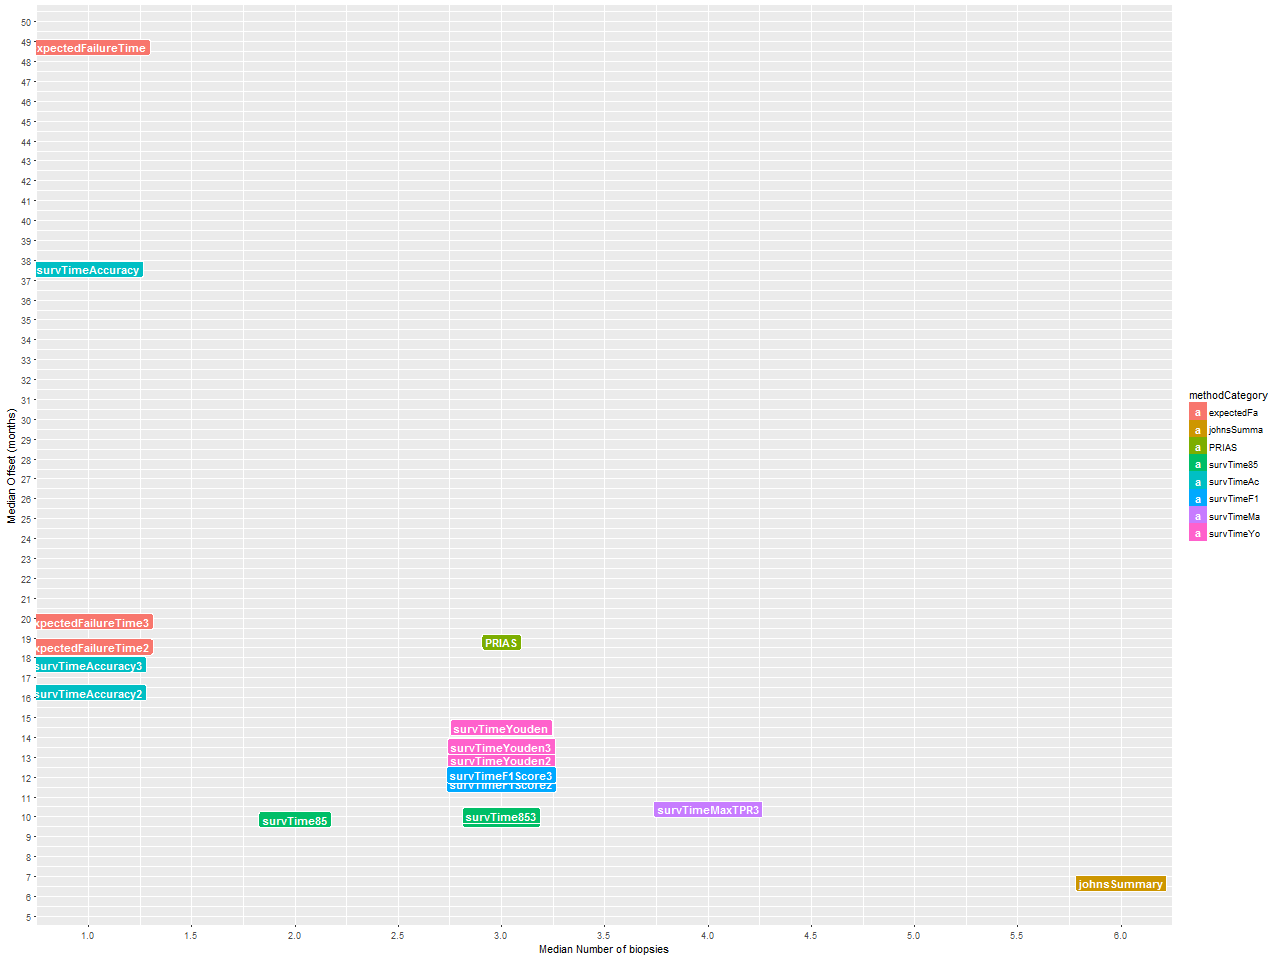 50
49
48
47
46
45
44
43
42
41
40
39
38
37
36
35
34
33
32
31
30
29
28
27
26
25
24
23
22
21
20
19
18
17
16
15
14
13
12
11
10
9
8
7
6
5
Median Offset (months)
xpectedFailureTime
survTimeAccuracy
xpectedFailureTime3
xpectedFailureTime2
survTimeAccuracy3
survTimeAccuracy2
PRIAS
survTimeYouden
survTimeYouden3
survTimeYouden2
survTimeF1Score3
survTimeF1Score2
survTime85
survTime853
survTimeMaxTPR3
johnsSummary
1.0 1.5 2.0 2.5 3.0 3.5 4.0 4.5 5.0 5.5 6.0
Median Number of biopsies
methodCategory
a expectedFa
a johnsSumma
a PRIAS
a survTime85
a survTimeAc
a survTimeF1
a survTimeMa
a survTimeYo